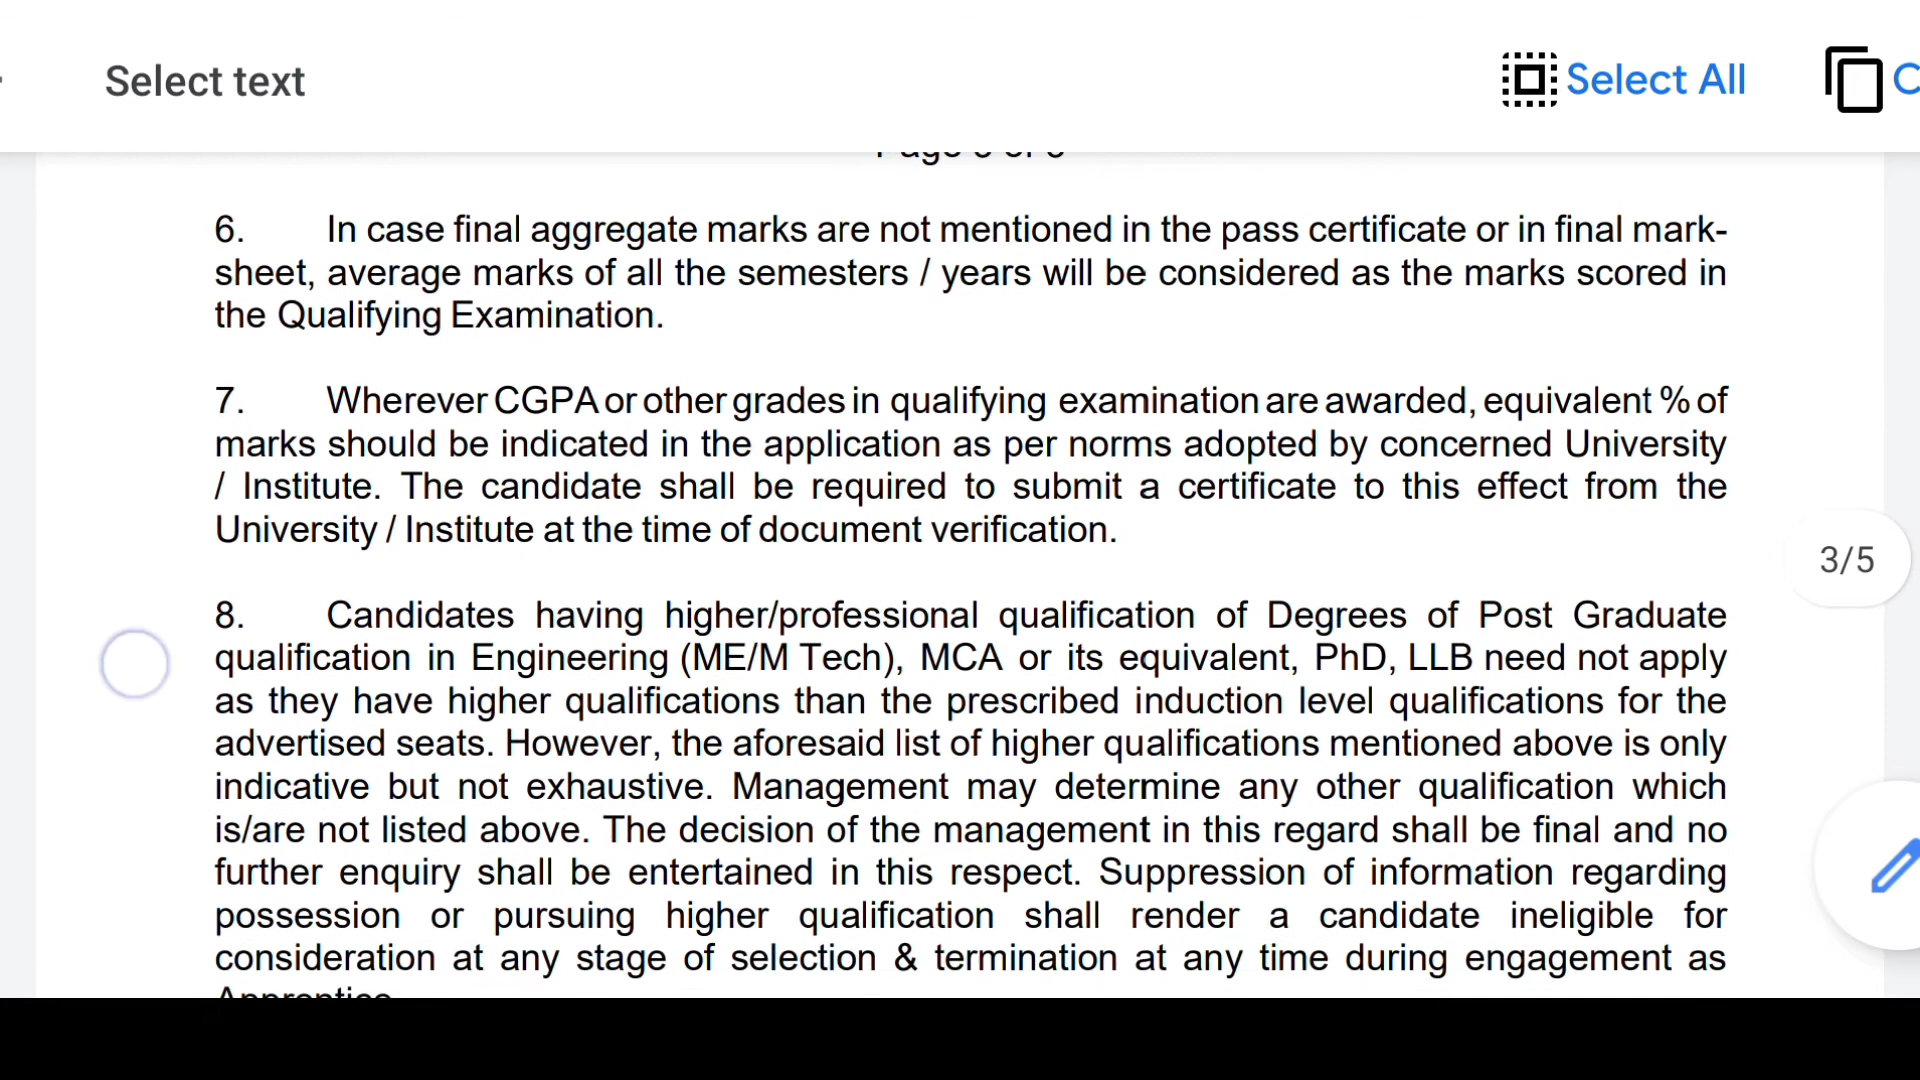 Select text
Select All
6. In case final aggregate marks are not mentioned in the pass certificate or in final mark-
sheet, average marks of all the semesters / years will be considered as the marks scored in
the Qualifying Examination.
7. Wherever CGPA or other grades in qualifying examination are awarded, equivalent % of
marks should be indicated in the application as per norms adopted by concerned University
/ Institute. The candidate shall be required to submit a certificate to this effect from the
University / Institute at the time of document verification.
3/5
8. Candidates having higher/professional qualification of Degrees of Post Graduate
qualification in Engineering (ME/M Tech), MCA or its equivalent, PhD, LLB need not apply
as they have higher qualifications than the prescribed induction level qualifications for the
advertised seats. However, the aforesaid list of higher qualifications mentioned above is only
indicative but not exhaustive. Management may determine any other qualification which
is/are not listed above. The decision of the management in this regard shall be final and no
further enquiry shall be entertained in this respect. Suppression of information regarding
possession or pursuing higher qualification shall render a candidate ineligible for
consideration at any stage of selection & termination at any time during engagement as